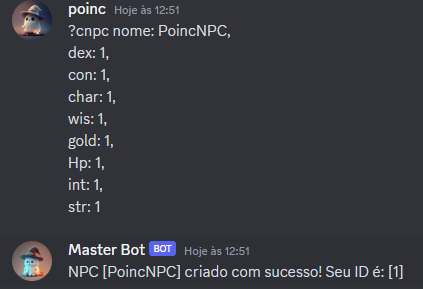 poinc Hoje às 12:51
?cnpc nome: PoincNPC,
dex: 1,
con: 1,
char: 1,
wis: 1,
gold: 1,
Hp: 1,
int: 1,
str: 1
Master Bot BOT Hoje às 12:51
NPC [PoincNPC] criado com sucesso! Seu ID é: [1]